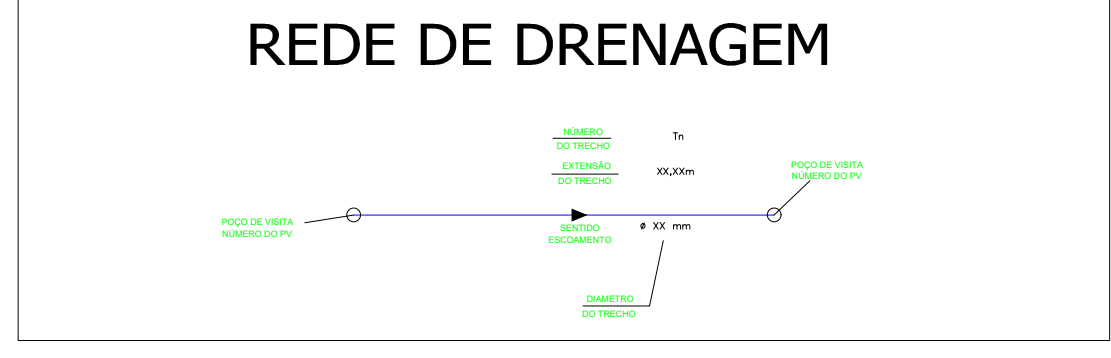 REDE DE DRENAGEM
NÚMERO
DO TRECHO
Tn
EXTENSÃO
DO TRECHO
XX,XXm
POÇO DE VISITA
NÚMERO DO PV
POÇO DE VISITA
NÚMERO DO PV
SENTIDO
ESCOAMENTO
ø XX mm
DIAMETRO
DO TRECHO